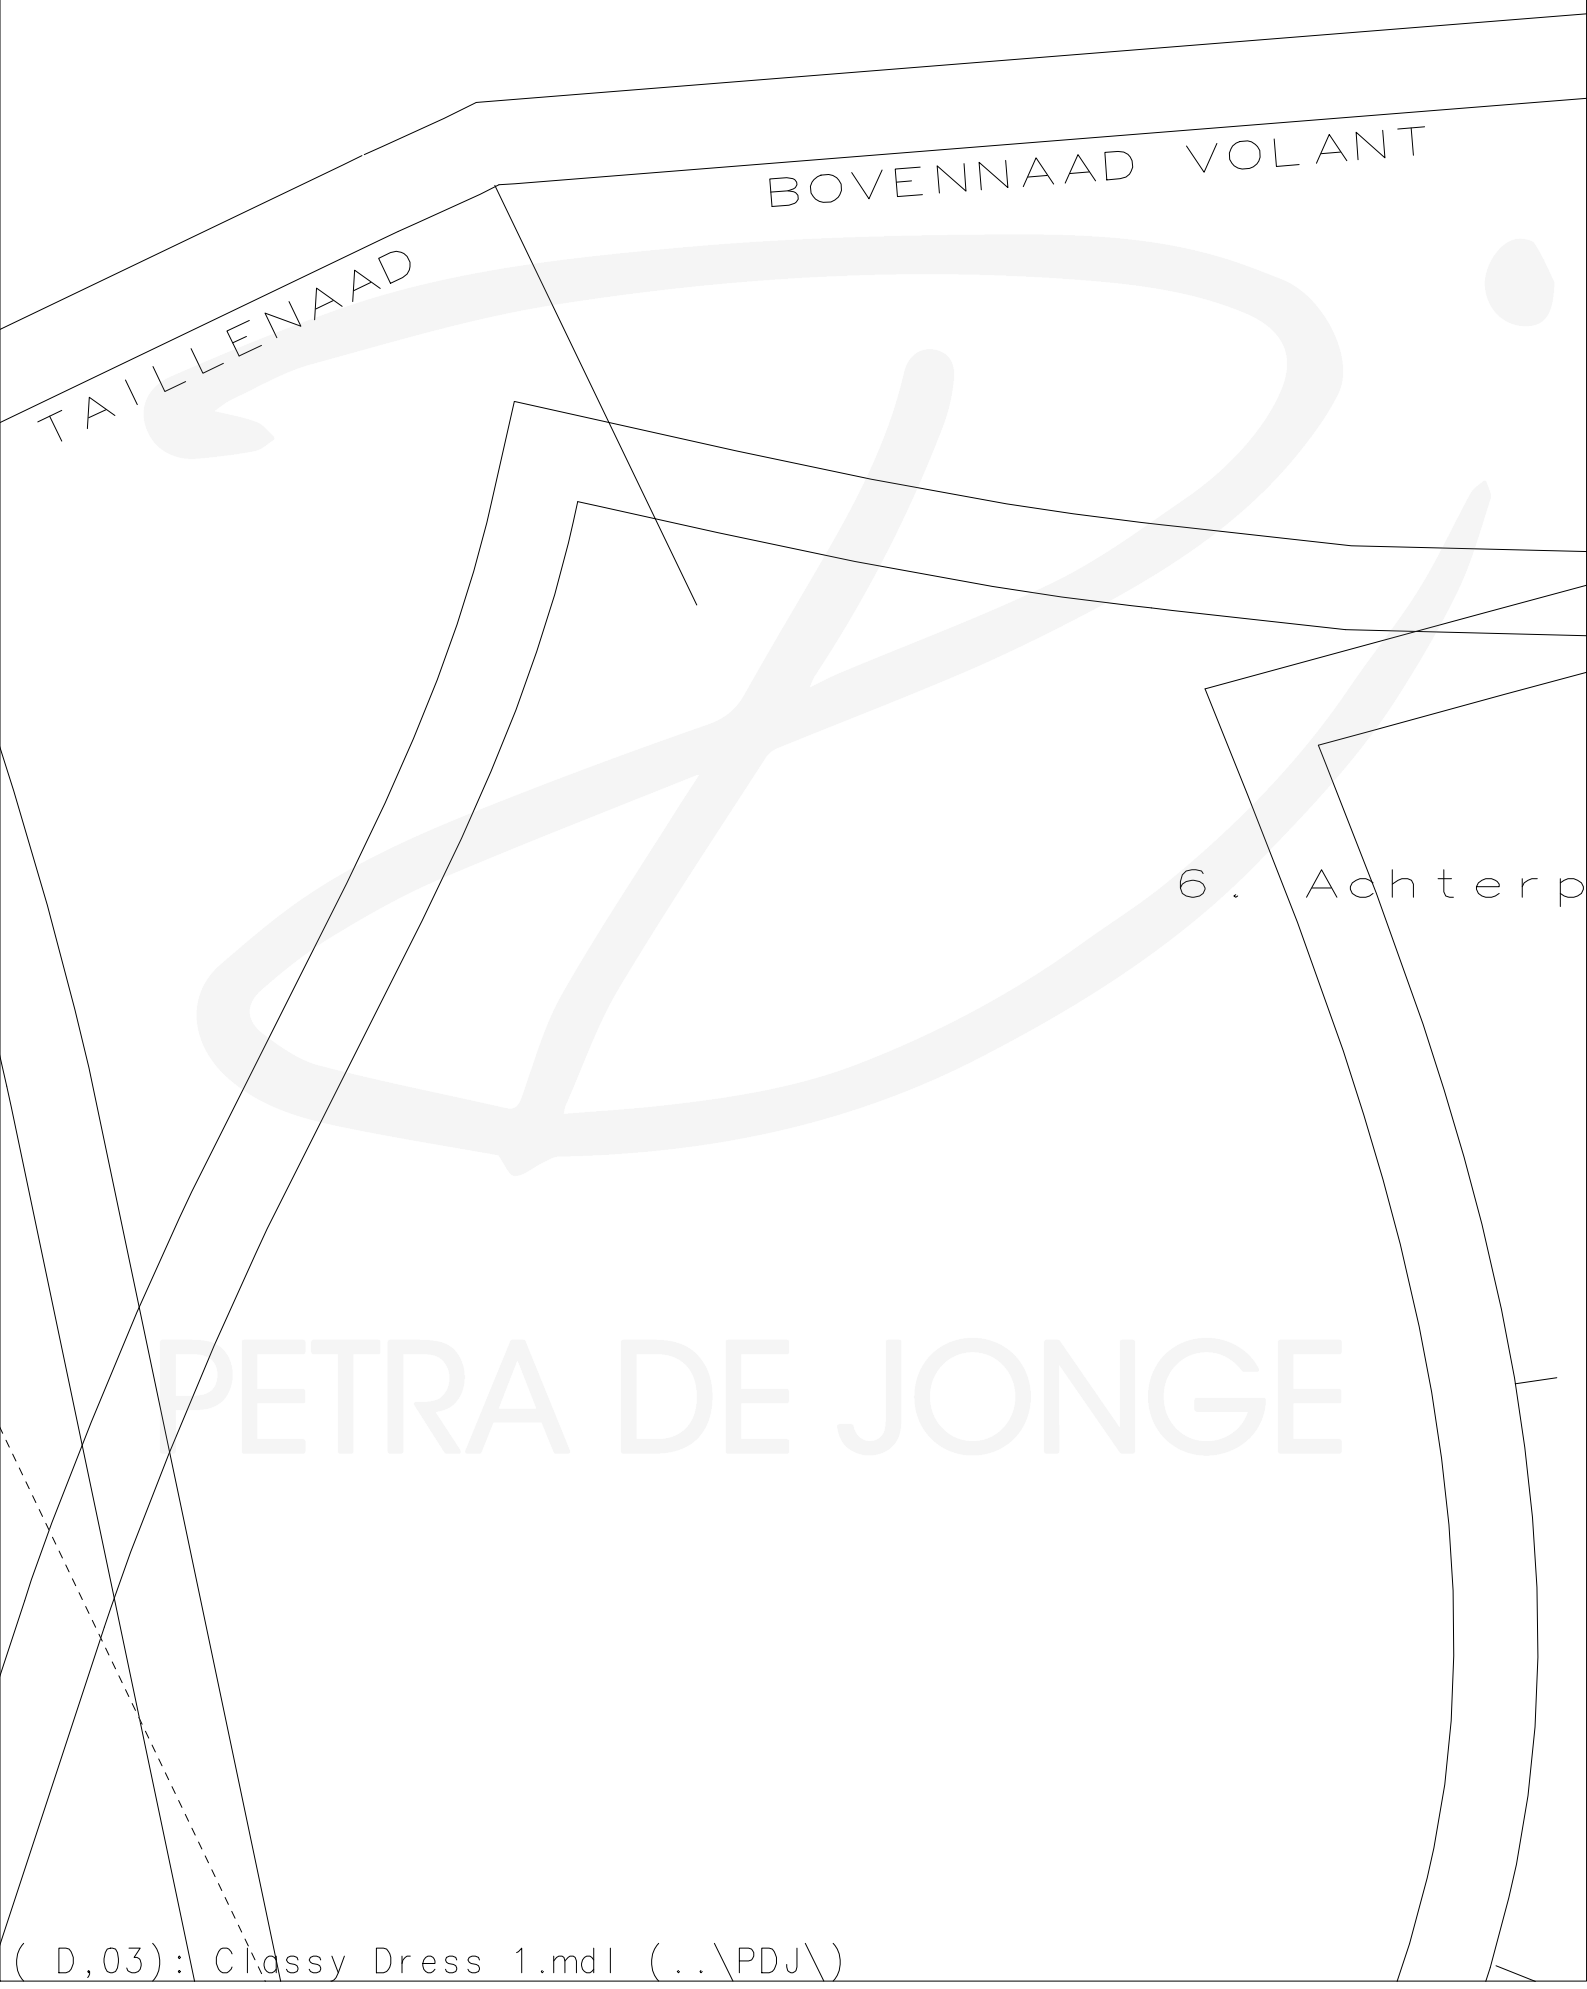 BOVENNAAD VOLANT
TAILLENAAD
6. Achterp
PETRA DE JONGE
( D,03): Classy Dress 1.mdl (..\PDJ\)